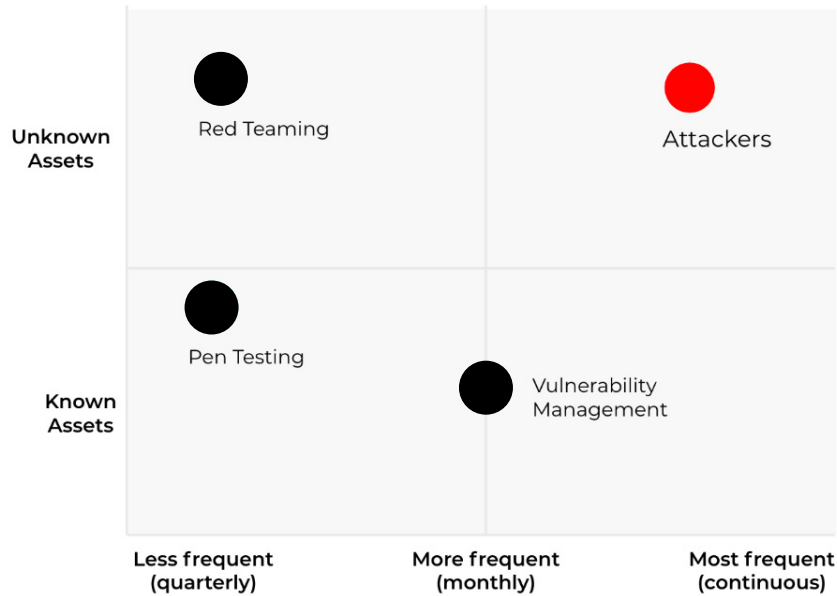 Red Teaming
Attackers
Unknown
Assets
Pen Testing
Vulnerability
Management
Known
Assets
Less frequent
(quarterly)
More frequent
(monthly)
Most frequent
(continuous)